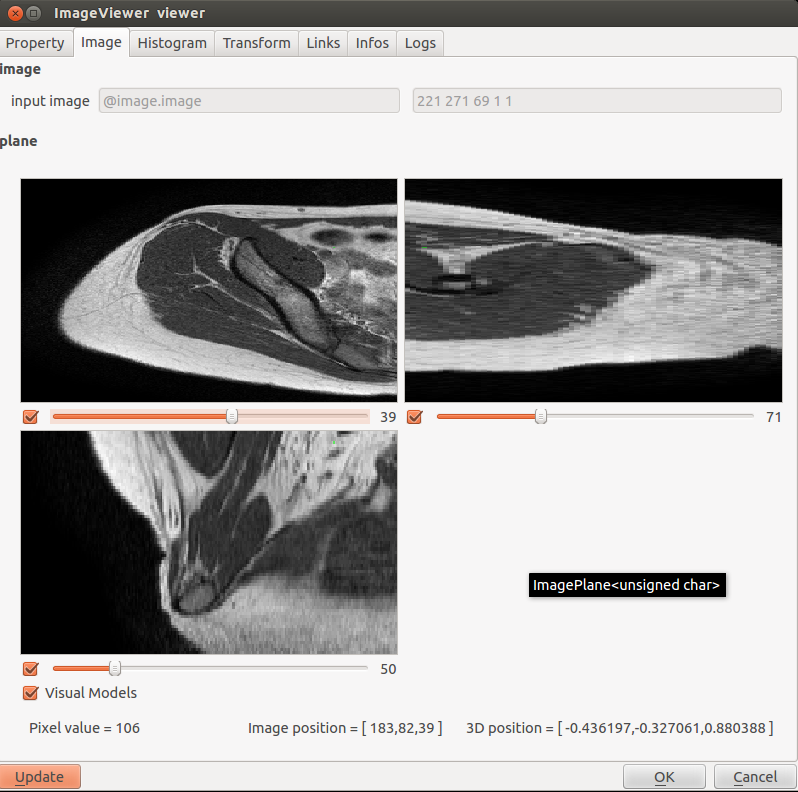 ImageViewer viewer
Property Image Histogram Transform Links Infos Logs
image
input image @image.image 221 271 69 1 1
plane
39 71
ImagePlane<unsigned char>
50
Visual Models
Pixel value = 106 Image position = [ 183,82,39 ] 3D position = [ -0.436197,-0.327061,0.880388 ]
Update OK Cancel